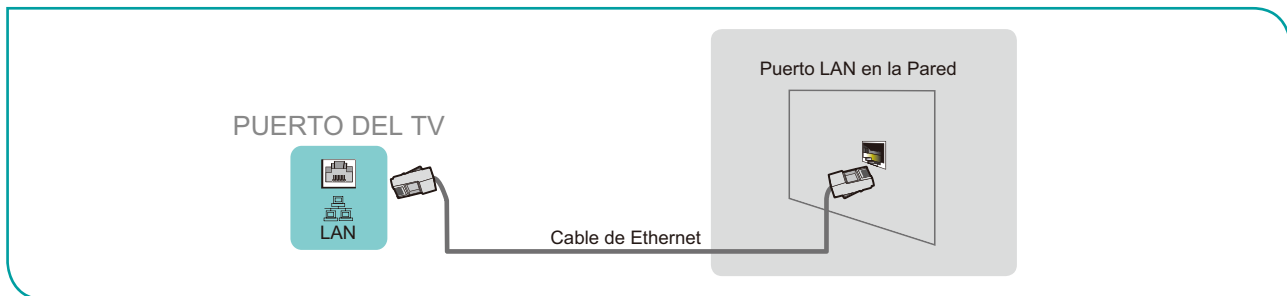 Puerto LAN en la Pared
PUERTO DEL TV
LAN
Cable de Ethernet